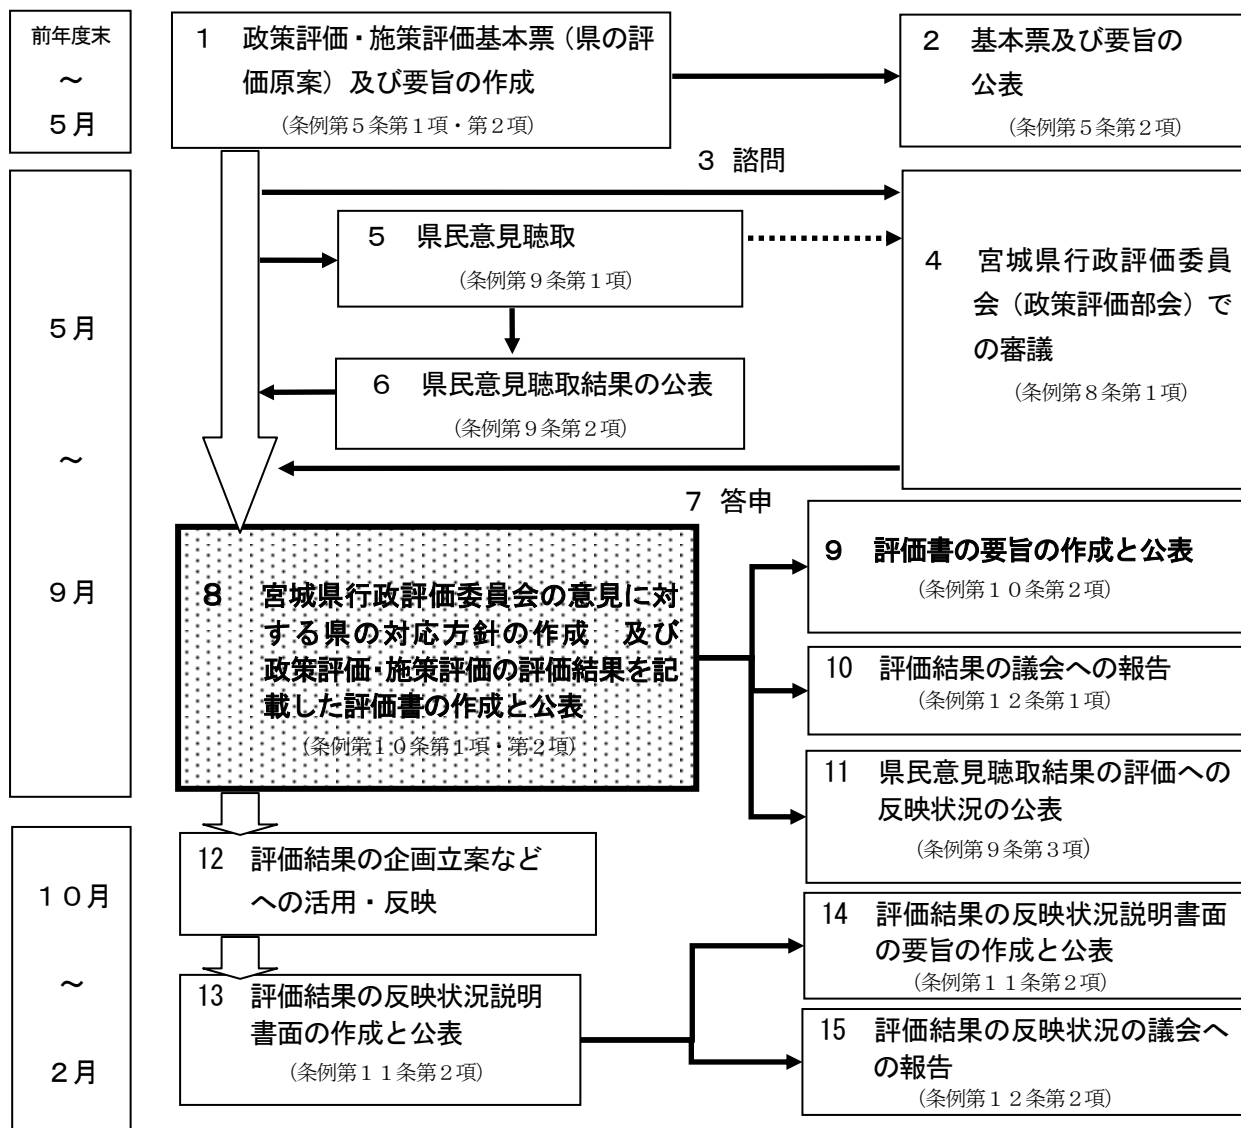 前年度末
～
5月
1 政策評価・施策評価基本票（県の評
価原案）及び要旨の作成
（条例第5条第1項・第2項）
2 基本票及び要旨の
公表
（条例第5条第2項）
3 諮問
5月
～
9月
5 県民意見聴取
（条例第9条第1項）
4 宮城県行政評価委員
会（政策評価部会）で
の審議
（条例第8条第1項）
6 県民意見聴取結果の公表
（条例第9条第2項）
7 答申
8 宮城県行政評価委員会の意見に対
する県の対応方針の作成 及び
政策評価・施策評価の評価結果を記
載した評価書の作成と公表
（条例第10条第1項・第2項）
9 評価書の要旨の作成と公表
（条例第10条第2項）
10 評価結果の議会への報告
（条例第12条第1項）
11 県民意見聴取結果の評価への
反映状況の公表
（条例第9条第3項）
10月
～
2月
12 評価結果の企画立案など
への活用・反映
13 評価結果の反映状況説明
書面の作成と公表
（条例第11条第2項）
14 評価結果の反映状況説明書面
の要旨の作成と公表
（条例第11条第2項）
15 評価結果の反映状況の議会へ
の報告
（条例第12条第2項）